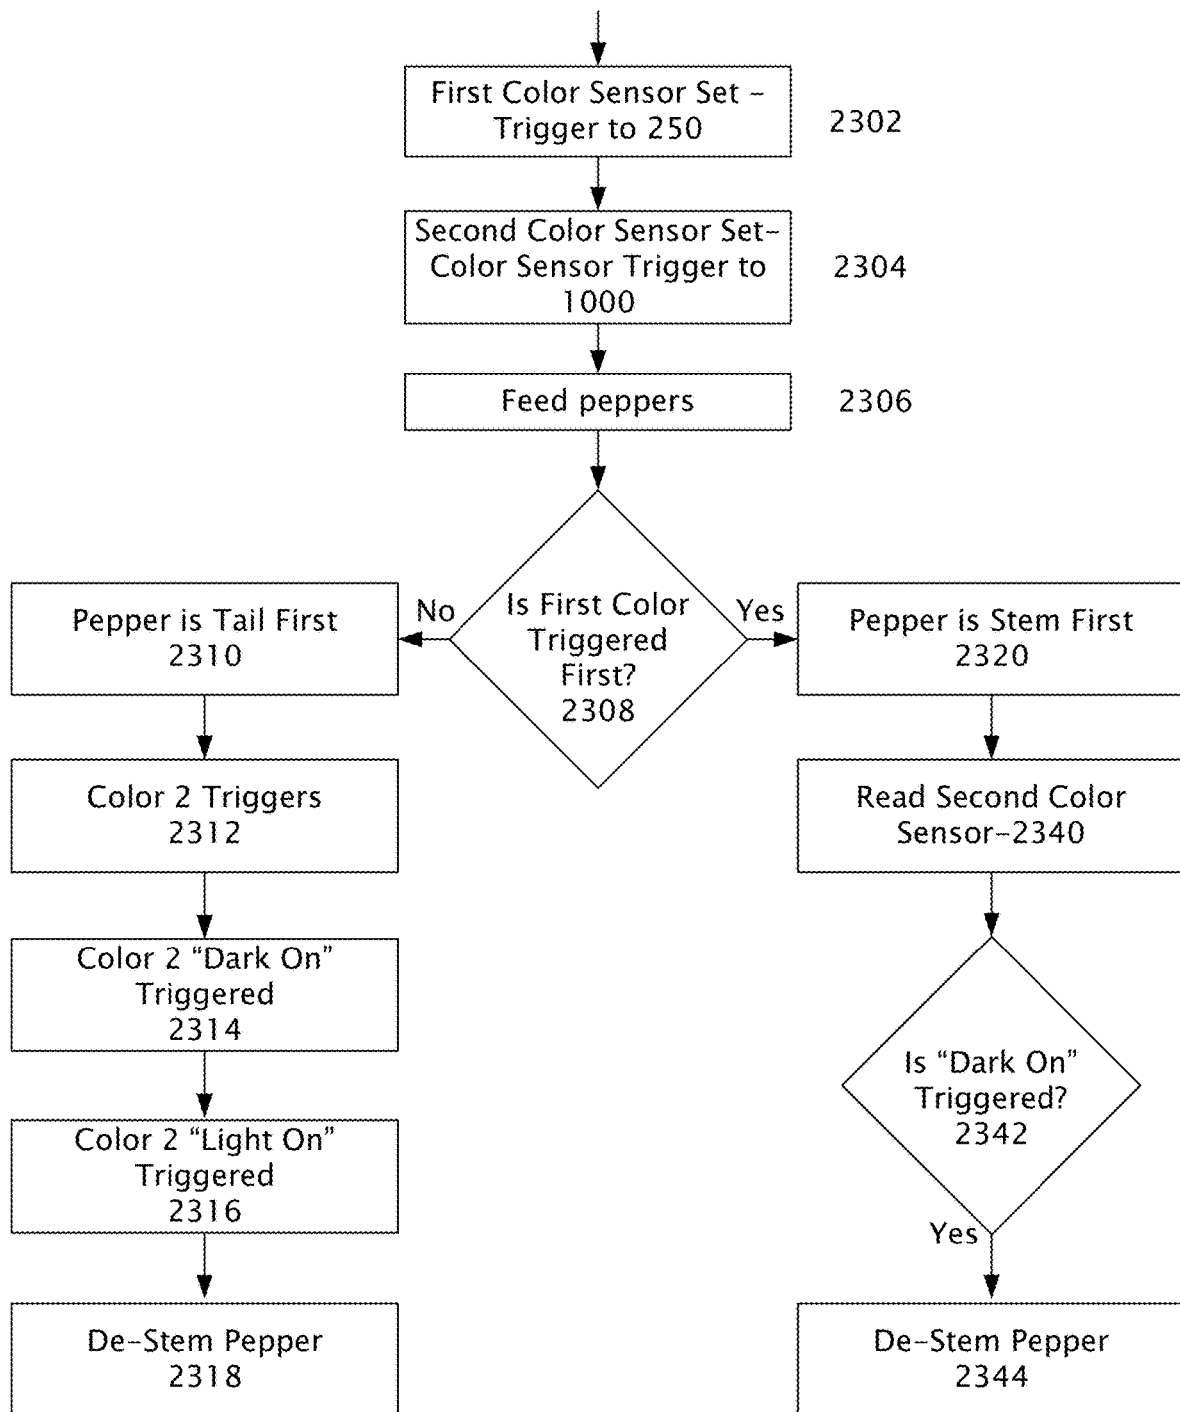 First Color Sensor Set –
Trigger to 250
2302
Second Color Sensor Set–
Color Sensor Trigger to
1000
2304
Feed peppers
2306
Is First Color
Triggered
First?
2308
No
Yes
Pepper is Tail First
2310
Color 2 Triggers
2312
Color 2 “Dark On”
Triggered
2314
Color 2 “Light On”
Triggered
2316
De–Stem Pepper
2318
Pepper is Stem First
2320
Read Second Color
Sensor–2340
Is “Dark On”
Triggered?
2342
Yes
De–Stem Pepper
2344